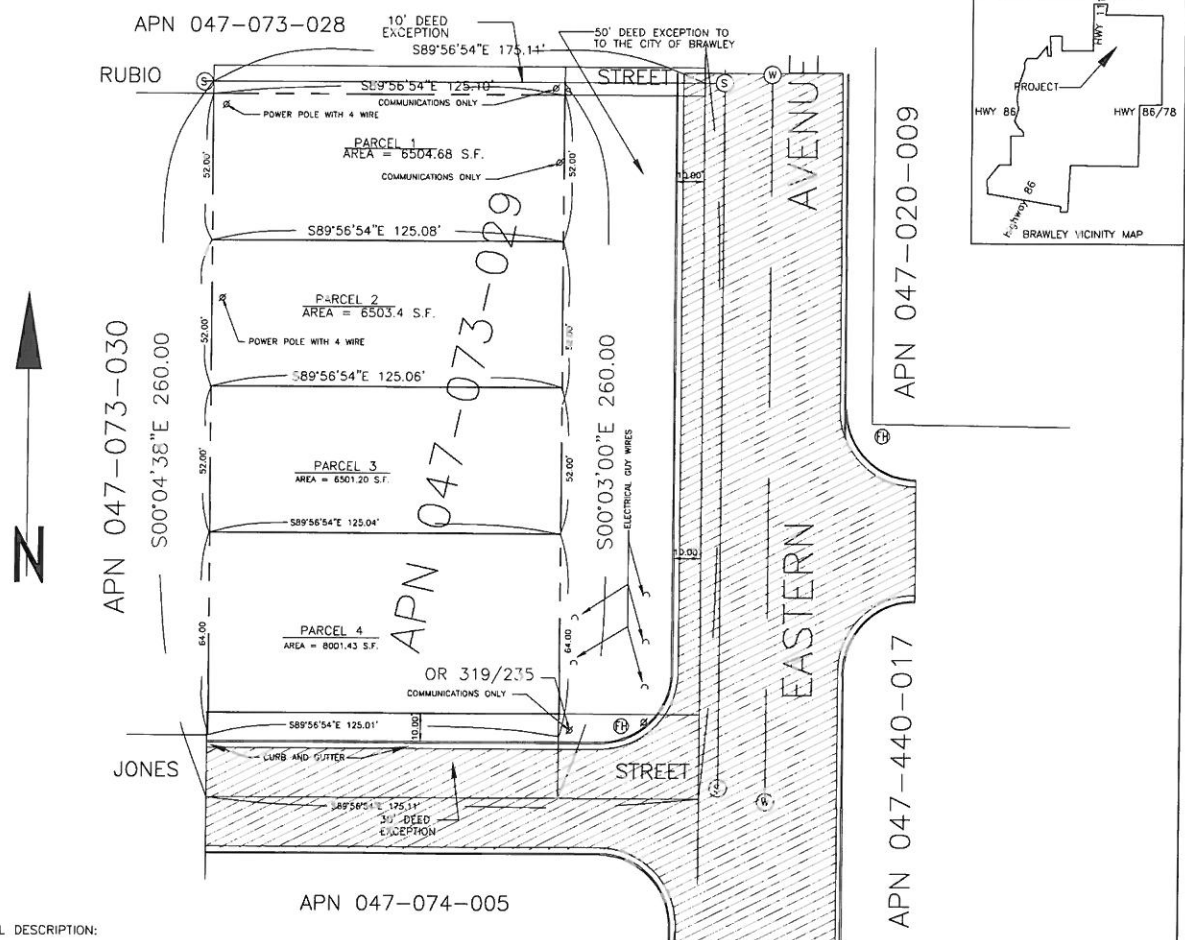 APN 047-073-028
10' DEED
EXCEPTION
S89°56'54"E 175.11'
50' DEED EXCEPTION TO
TO THE CITY OF BRAWLEY
RUBIO
S
S89°56'54"E 125.10'
STREET
S
W
COMMUNICATIONS ONLY
POWER POLE WITH 4 WIRE
PARCEL 1
AREA = 6504.68 S.F.
COMMUNICATIONS ONLY
52.00'
52.00'
10.00'
AVENUE
S89°56'54"E 125.08'
PARCEL 2
AREA = 6503.4 S.F.
POWER POLE WITH 4 WIRE
52.00'
52.00'
S89°56'54"E 125.06'
APN 047-073-029
APN 047-073-030
S00°04'38"E 260.00
PARCEL 3
AREA = 6501.20 S.F.
52.00'
52.00'
S00°03'00"E 260.00
ELECTRICAL GUY WIRES
S89°56'54"E 125.04'
10.00'
N
PARCEL 4
AREA = 8001.43 S.F.
64.00
64.00
OR 319/235
COMMUNICATIONS ONLY
S89°56'54"E 125.01'
10.00'
FH
EASTERN
JONES
CURB AND GUTTER
STREET
175.11'
30' DEED
EXCEPTION
APN 047-074-005
APN 047-020-009
FH
APN 047-440-017
HWY 111
PROJECT
HWY 86
HWY 86/78
highway 86
BRAWLEY VICINITY MAP
L DESCRIPTION: